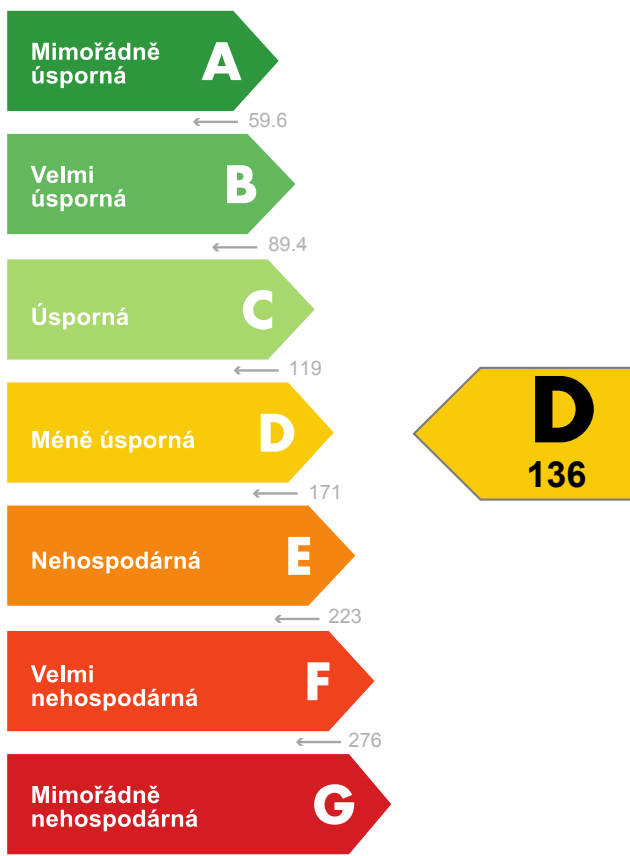 Mimořádně
úsporná
A
59.6
Velmi
úsporná
B
89.4
Úsporná
C
119
Méně úsporná
D
171
D
136
Nehospodárná
E
223
Velmi
nehospodárná
F
276
Mimořádně
nehospodárná
G